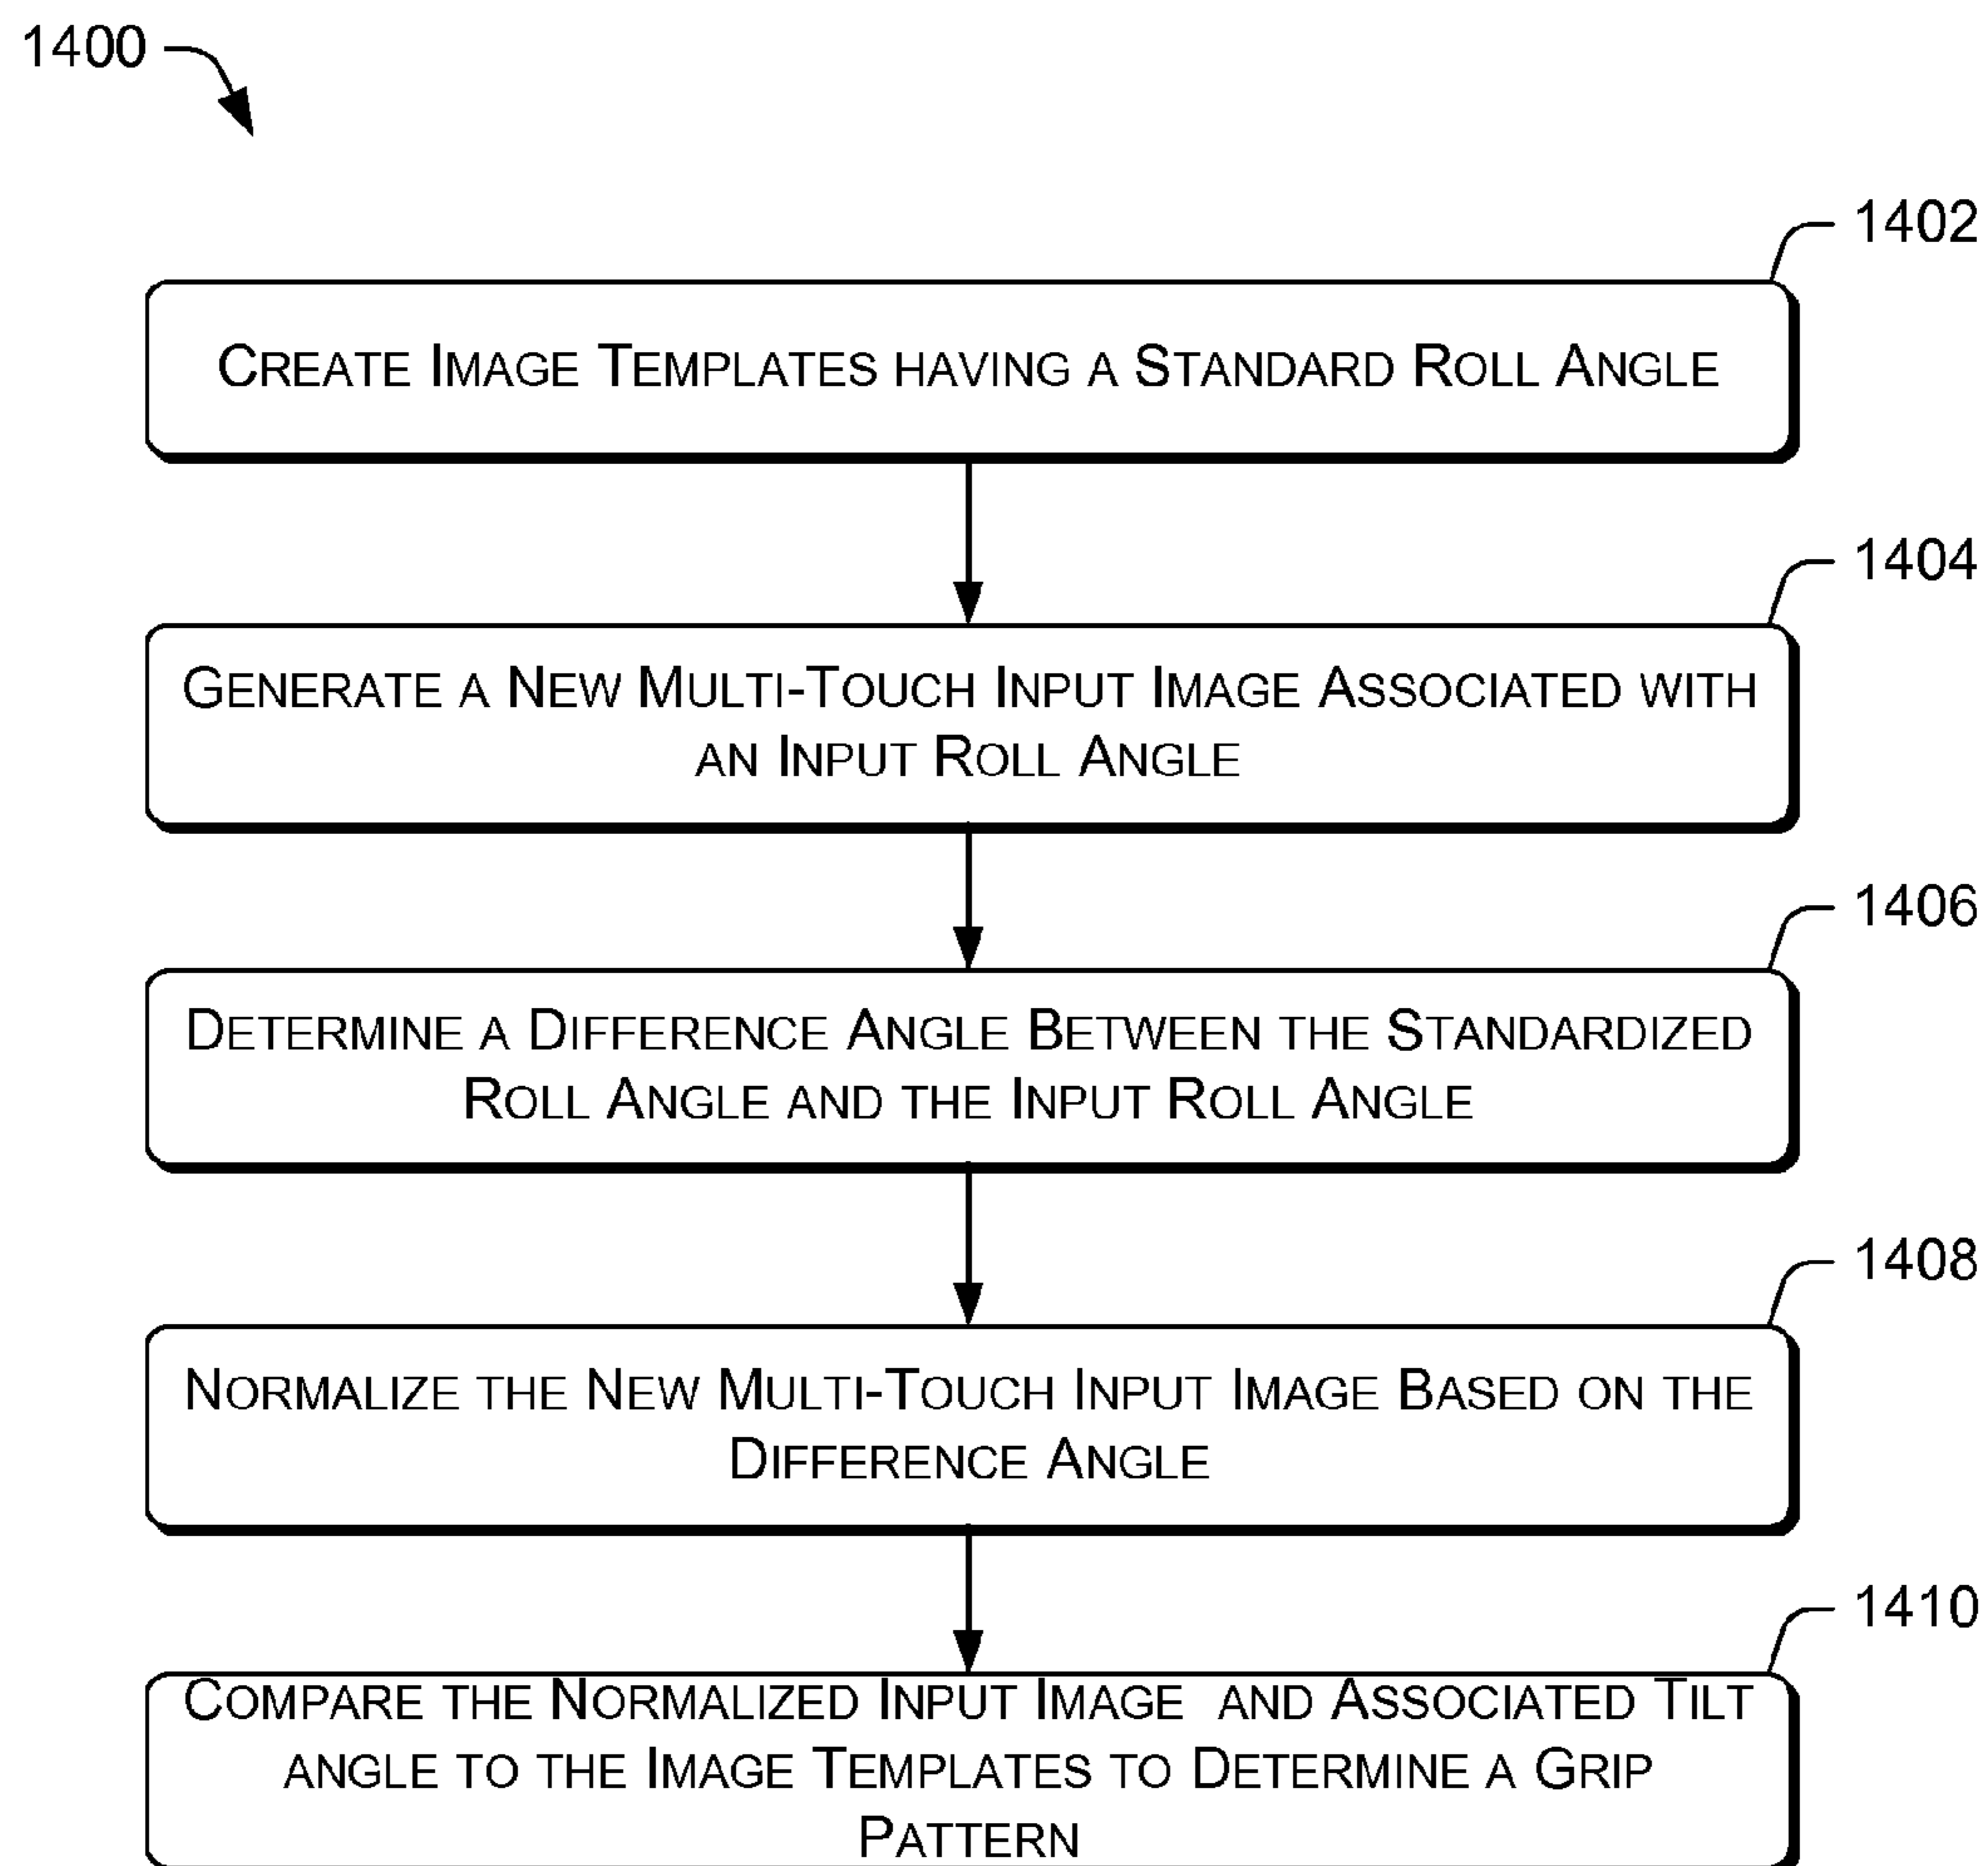 1400
1402
CREATE IMAGE TEMPLATES HAVING A STANDARD ROLL ANGLE
1404
GENERATE A NEW MULTI-TOUCH INPUT IMAGE ASSOCIATED WITH
AN INPUT ROLL ANGLE
1406
DETERMINE A DIFFERENCE ANGLE BETWEEN THE STANDARDIZED
ROLL ANGLE AND THE INPUT ROLL ANGLE
1408
NORMALIZE THE NEW MULTI-TOUCH INPUT IMAGE BASED ON THE
DIFFERENCE ANGLE
1410
COMPARE THE NORMALIZED INPUT IMAGE AND ASSOCIATED TILT
ANGLE TO THE IMAGE TEMPLATES TO DETERMINE A GRIP
PATTERN